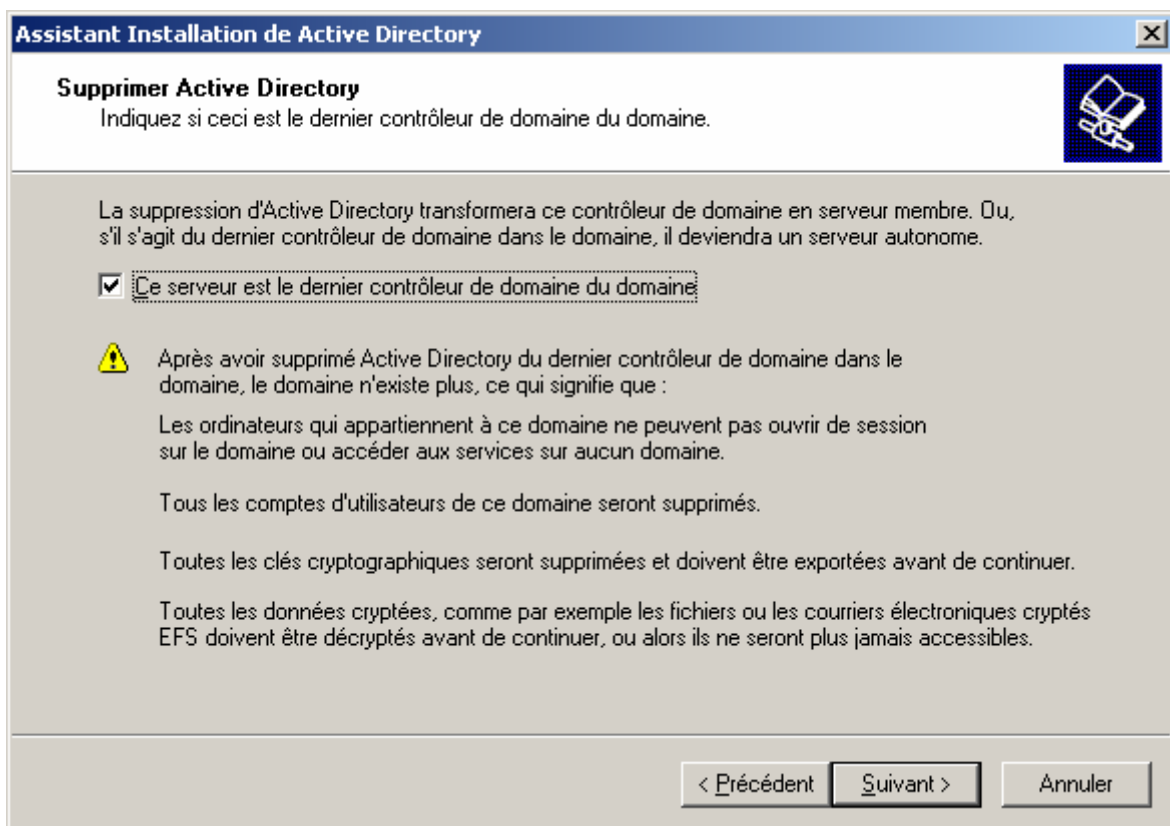 Assistant Installation de Active Directory
Supprimer Active Directory
Indiquez si ceci est le dernier contrôleur de domaine du domaine.
La suppression d'Active Directory transformera ce contrôleur de domaine en serveur membre. Ou,
s'il s'agit du dernier contrôleur de domaine dans le domaine, il deviendra un serveur autonome.
Ce serveur est le dernier contrôleur de domaine du domaine
Après avoir supprimé Active Directory du dernier contrôleur de domaine dans le
domaine, le domaine n'existe plus, ce qui signifie que :
Les ordinateurs qui appartiennent à ce domaine ne peuvent pas ouvrir de session
sur le domaine ou accéder aux services sur aucun domaine.
Tous les comptes d'utilisateurs de ce domaine seront supprimés.
Toutes les clés cryptographiques seront supprimées et doivent être exportées avant de continuer.
Toutes les données cryptées, comme par exemple les fichiers ou les courriers électroniques cryptés
EFS doivent être décryptés avant de continuer, ou alors ils ne seront plus jamais accessibles.
< Précédent Suivant > Annuler